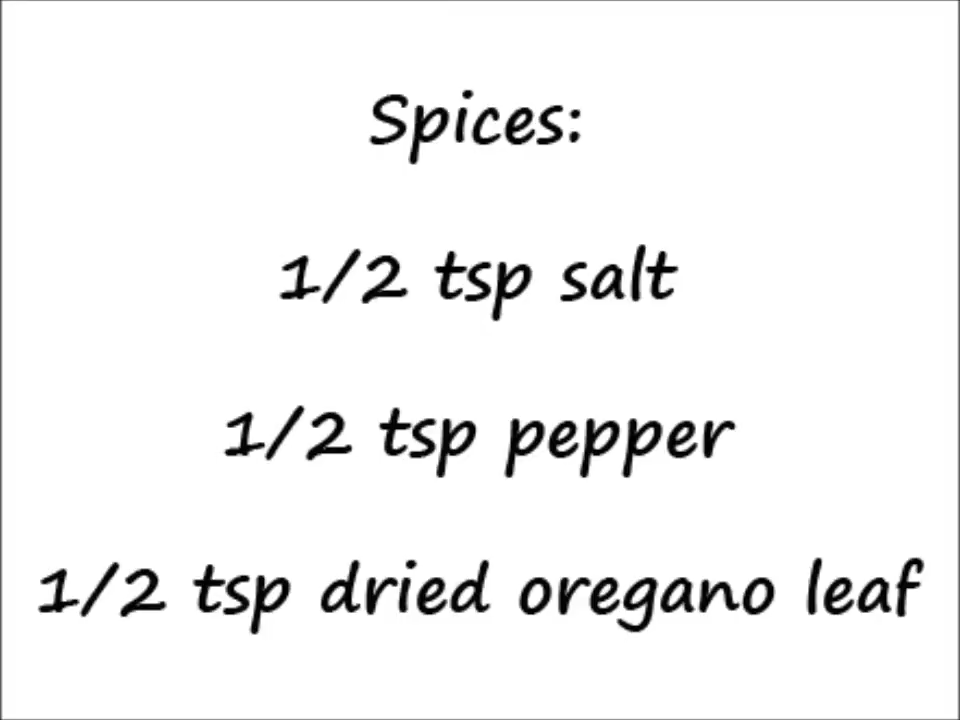 Spices:
1/2 tsp salt
1/2 tsp pepper
1/2 tsp dried oregano leaf